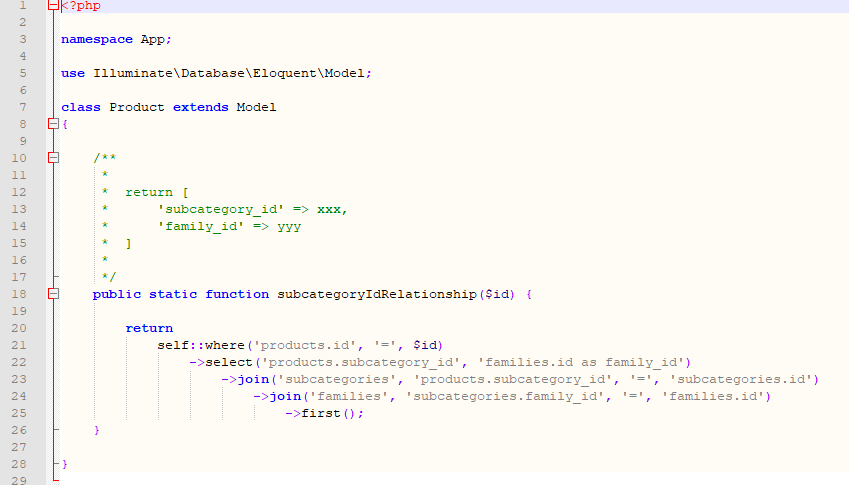 1 <?php
2
3 namespace App;
4
5 use Illuminate\Database\Eloquent\Model;
6
7 class Product extends Model
8 {
9
10     /**
11      *
12      *  return [
13      *      'subcategory_id' => xxx,
14      *      'family_id' => yyy
15      *  ]
16      *
17      */
18     public static function subcategoryIdRelationship($id) {
19
20         return
21             self::where('products.id', '=', $id)
22                 ->select('products.subcategory_id', 'families.id as family_id')
23                     ->join('subcategories', 'products.subcategory_id', '=', 'subcategories.id')
24                         ->join('families', 'subcategories.family_id', '=', 'families.id')
25                             ->first();
26     }
27
28 }
29